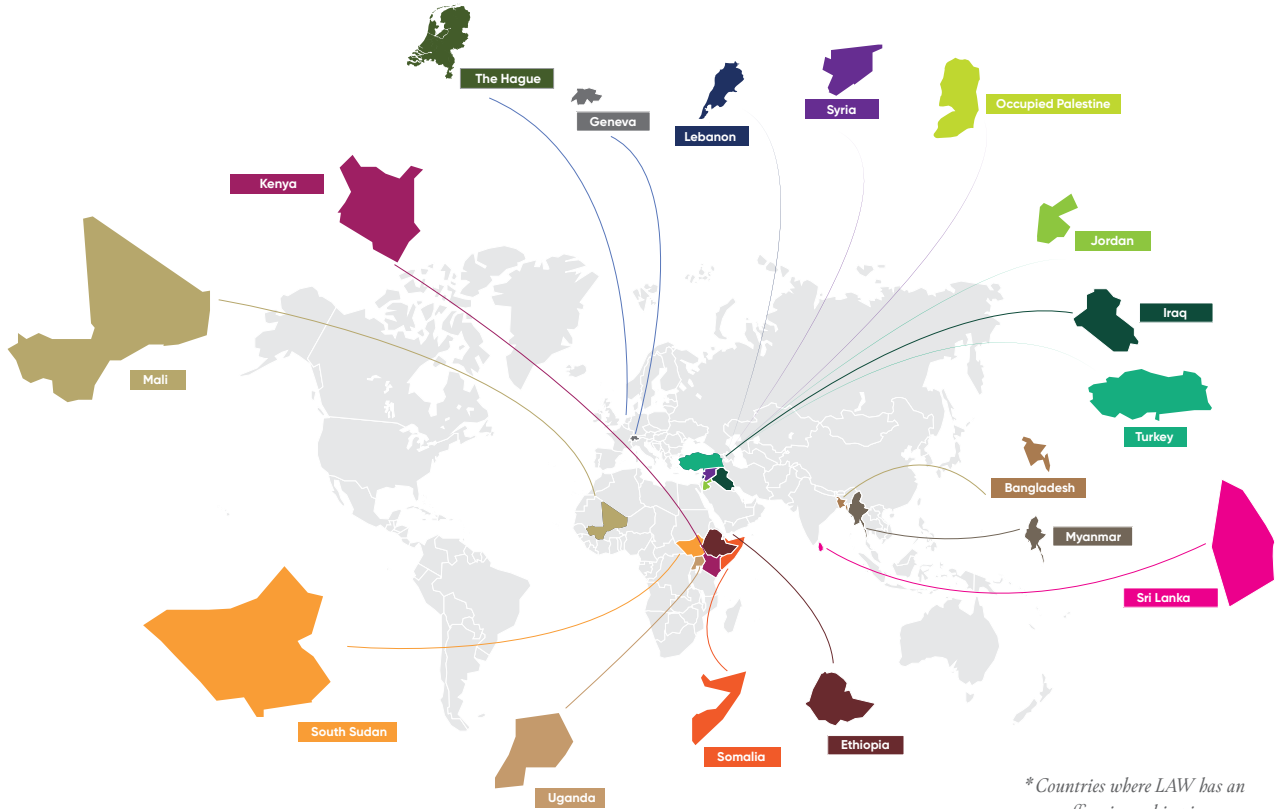 The Hague
Geneva
Lebanon
Syria
Occupied Palestine
Kenya
Jordan
Iraq
Mali
Turkey
Bangladesh
Myanmar
Sri Lanka
South Sudan
Somalia
Ethiopia
Uganda
*Countries where LAW has an